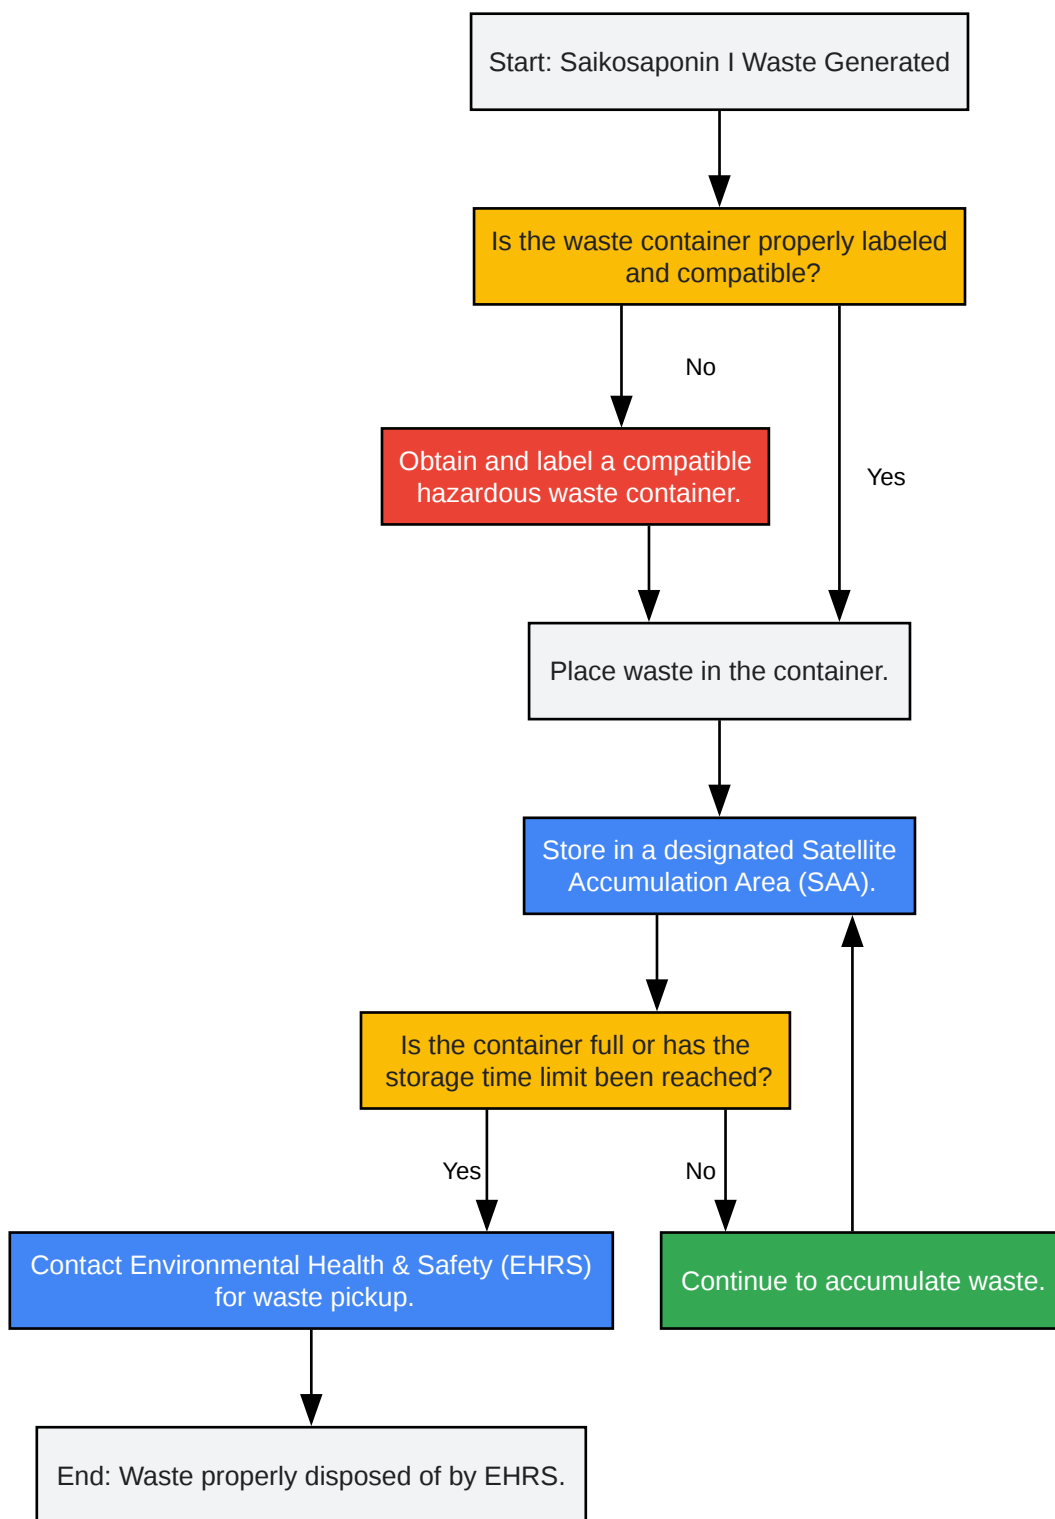 Start: Saikosaponin I Waste Generated
Is the waste container properly labeled
and compatible?
No
Obtain and label a compatible
hazardous waste container.
Yes
Place waste in the container.
Store in a designated Satellite
Accumulation Area (SAA).
Is the container full or has the
storage time limit been reached?
Yes
No
Contact Environmental Health & Safety (EHRS)
for waste pickup.
Continue to accumulate waste.
End: Waste properly disposed of by EHRS.